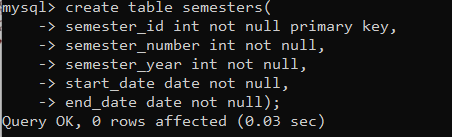 mysql> create table semesters(
    -> semester_id int not null primary key,
    -> semester_number int not null,
    -> semester_year int not null,
    -> start_date date not null,
    -> end_date date not null);
Query OK, 0 rows affected (0.03 sec)